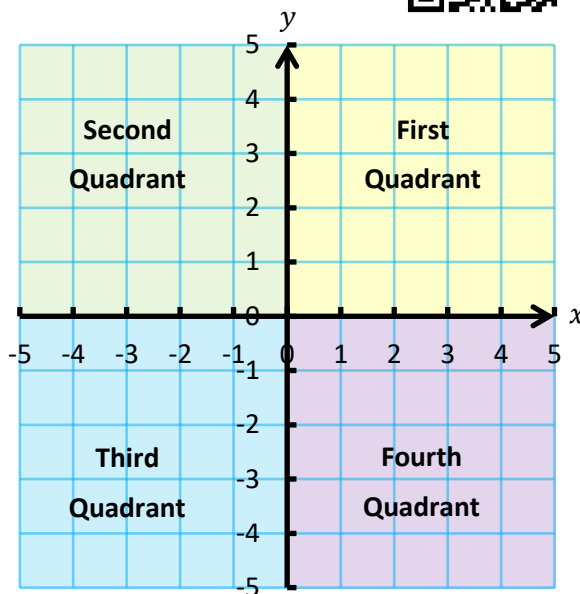 y
5
4
Second First
3
Quadrant Quadrant
2
1
0
x
-5 -4 -3 -2 -1 0 1 2 3 4 5
-1
-2
Third Fourth
-3
Quadrant Quadrant
-4
-5